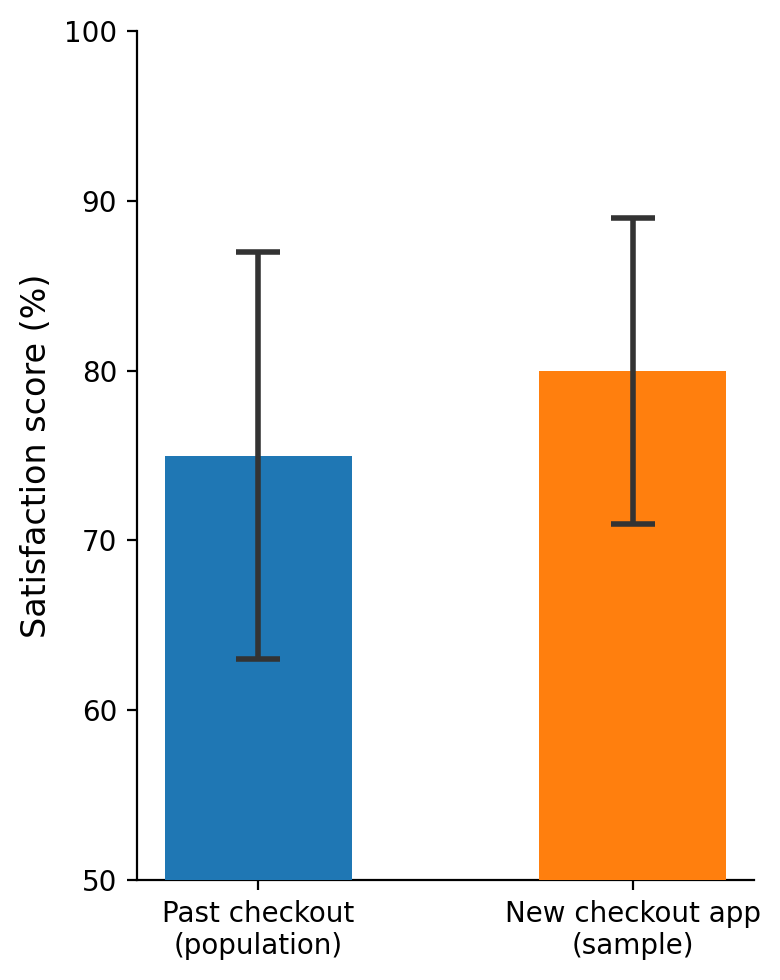 100
90
80
70
60
50
Satisfaction score (%)
Past checkout
(population)
New checkout app
(sample)